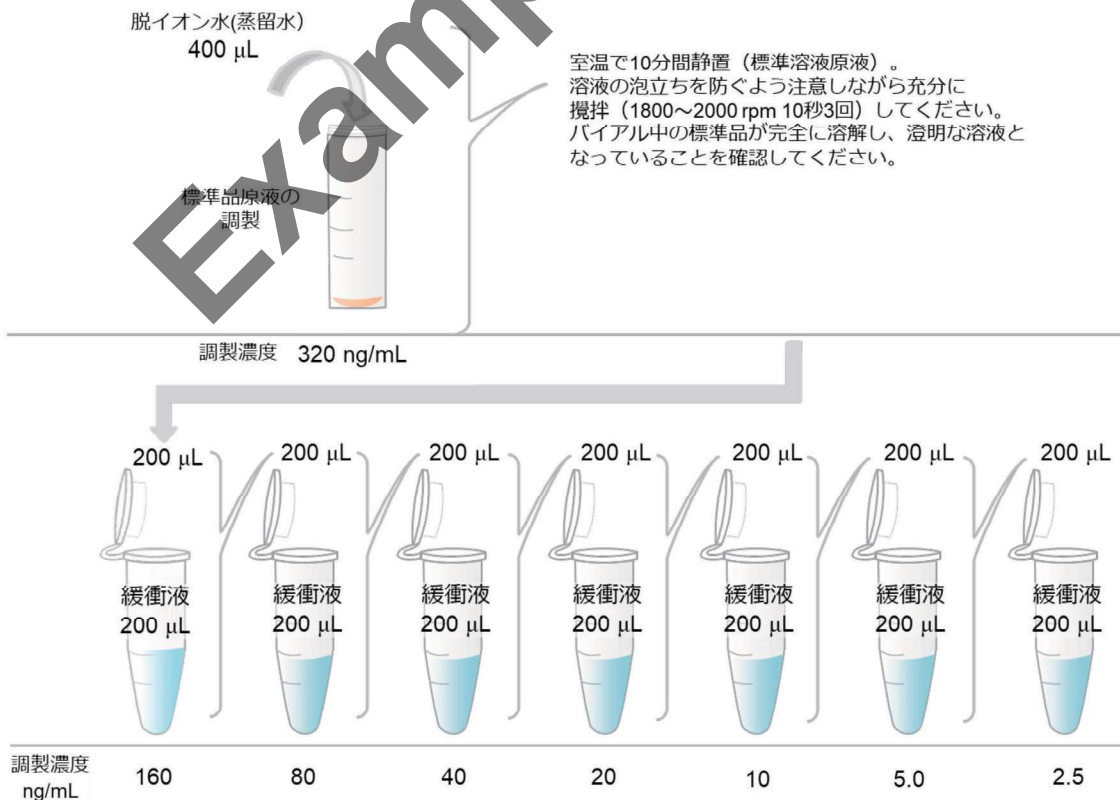 脱イオン水(蒸留水)
400 μL
室温で10分間静置（標準溶液原液）。
溶液の泡立ちを防ぐよう注意しながら充分に
攪拌（1800～2000 rpm 10秒3回）してください。
バイアル中の標準品が完全に溶解し、澄明な溶液と
なっていることを確認してください。
標準品原液の
調製
調製濃度 320 ng/mL
200 μL 200 μL 200 μL 200 μL 200 μL 200 μL 200 μL
緩衝液 緩衝液 緩衝液 緩衝液 緩衝液 緩衝液 緩衝液
200 μL 200 μL 200 μL 200 μL 200 μL 200 μL 200 μL
調製濃度
ng/mL
160 80 40 20 10 5.0 2.5